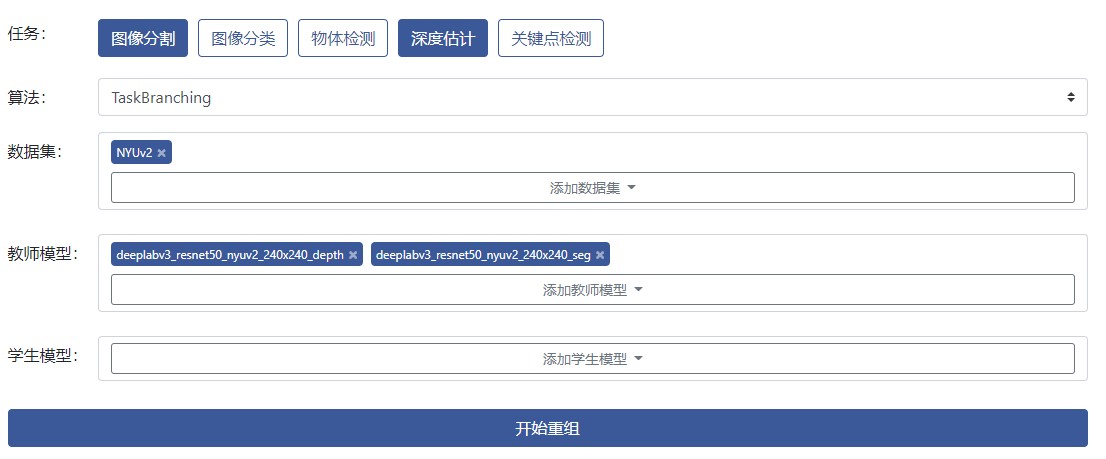 任务： 图像分割 图像分类 物体检测 深度估计 关键点检测
算法： TaskBranching
数据集： NYUv2 ×
添加数据集
教师模型： deeplabv3_resnet50_nyuv2_240x240_depth × deeplabv3_resnet50_nyuv2_240x240_seg ×
添加教师模型
学生模型： 添加学生模型
开始重组